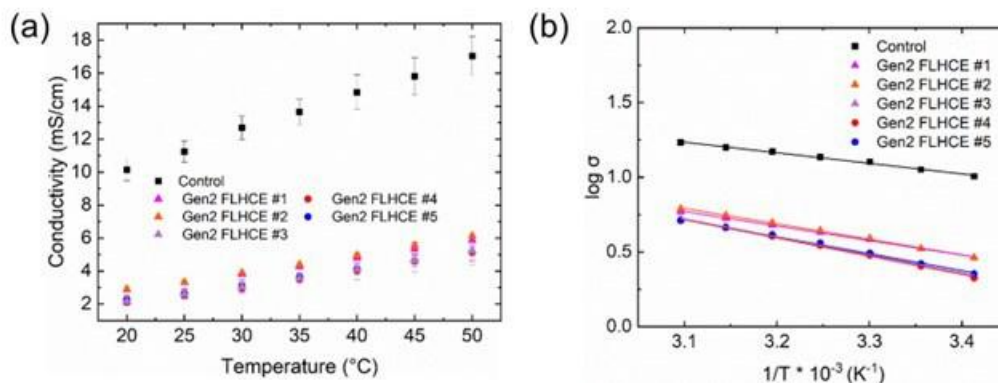 (a)
18
16
14
12
10
8
6
4
2
Conductivity (mS/cm)
Control
Gen2 FLHCE #1
Gen2 FLHCE #2
Gen2 FLHCE #3
Gen2 FLHCE #4
Gen2 FLHCE #5
20 25 30 35 40 45 50
Temperature (°C)
(b)
2.0
1.5
1.0
0.5
0.0
log σ
Control
Gen2 FLHCE #1
Gen2 FLHCE #2
Gen2 FLHCE #3
Gen2 FLHCE #4
Gen2 FLHCE #5
3.1 3.2 3.3 3.4
1/T * 10⁻³ (K⁻¹)